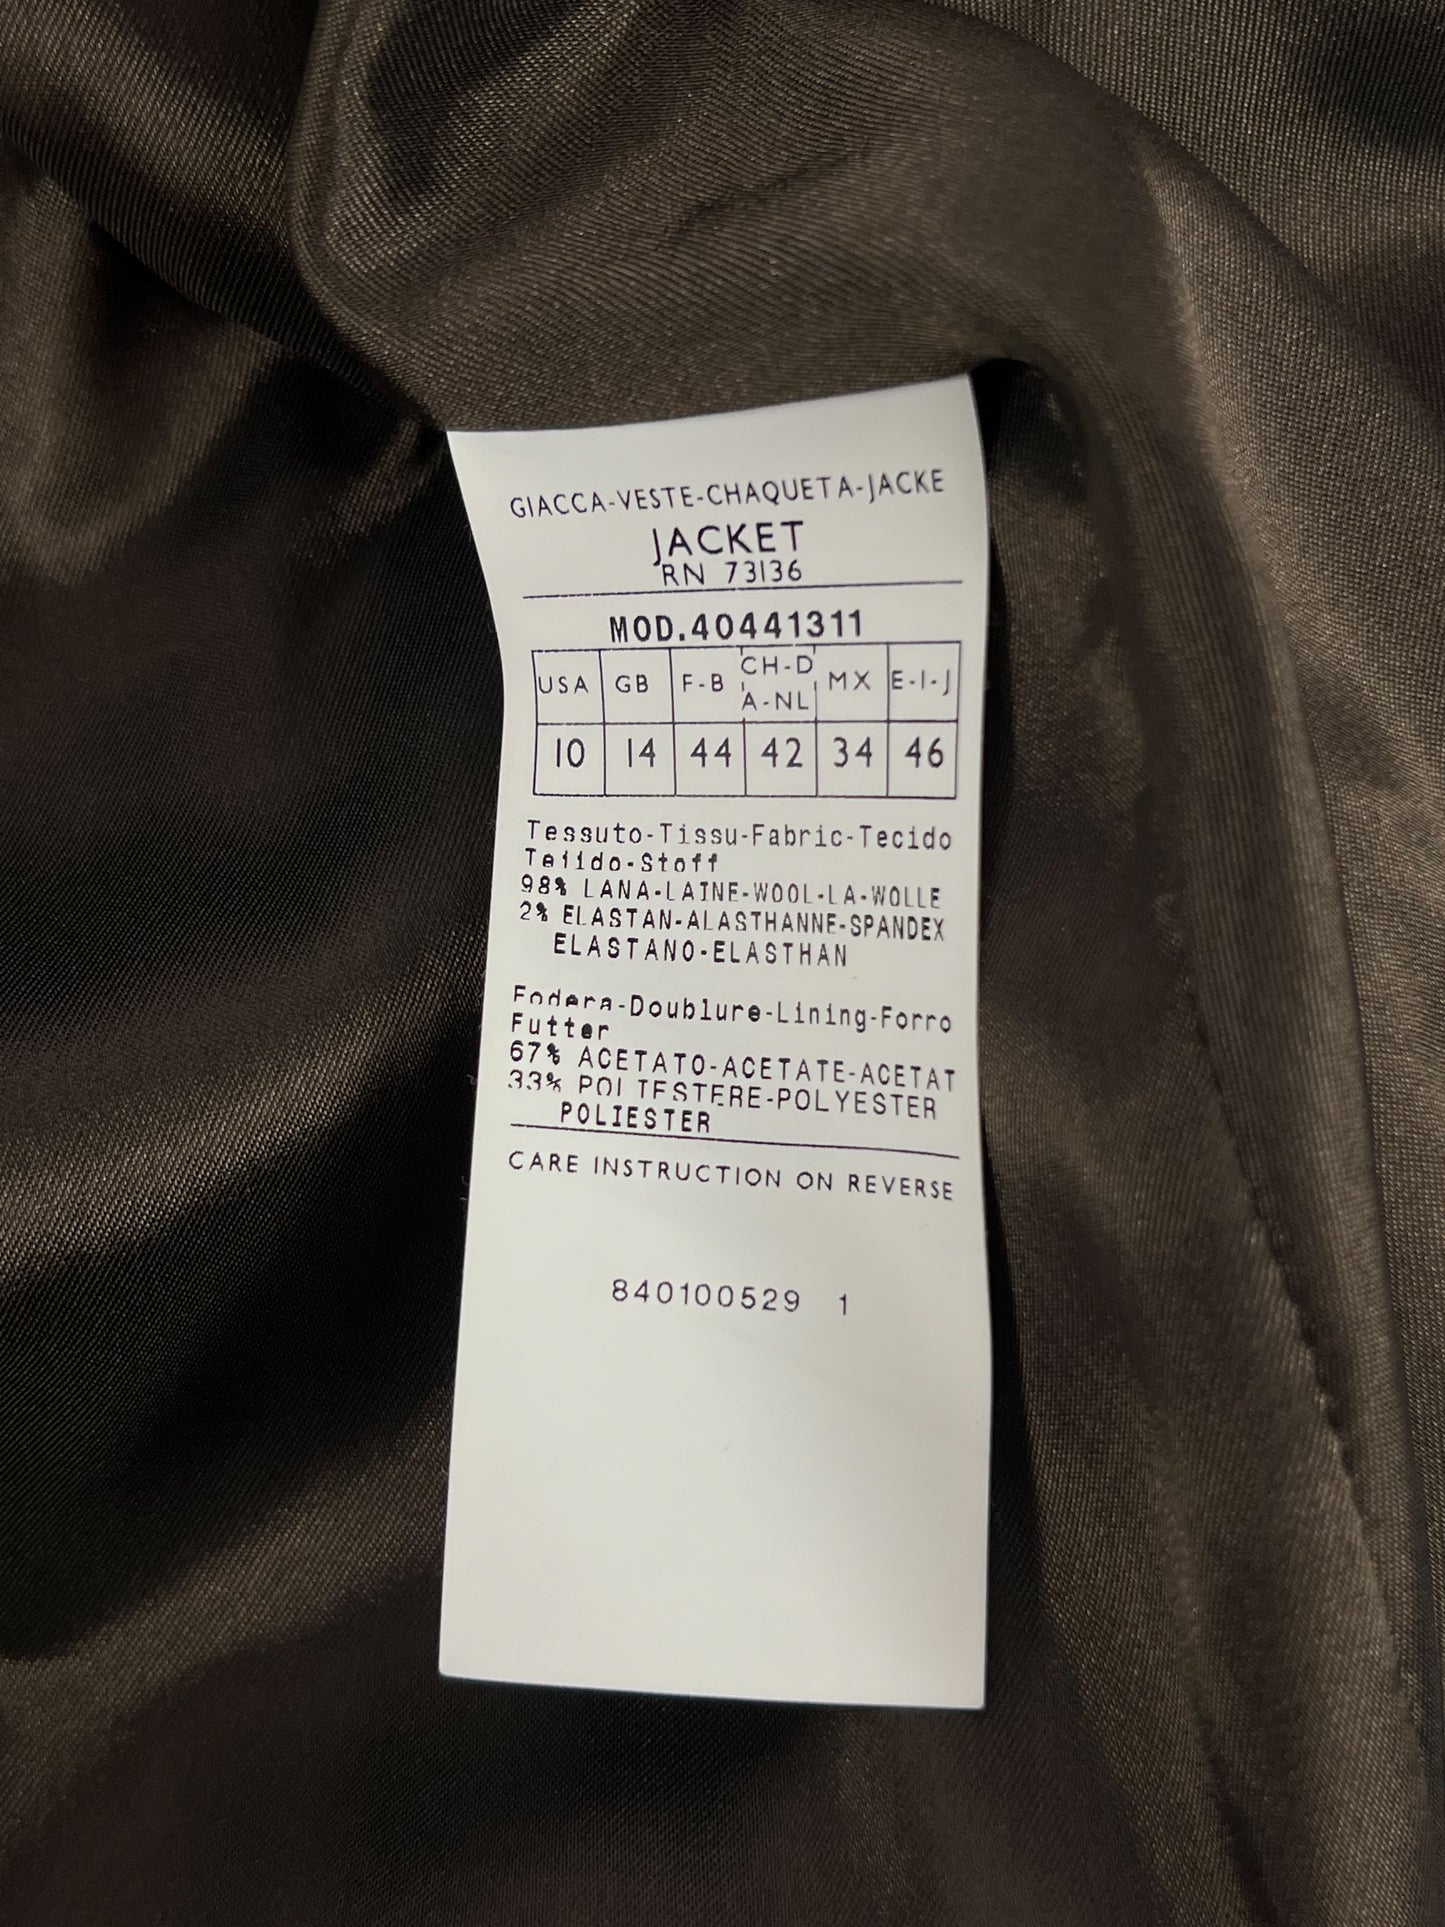 GIACCA-VESTE-CHAQUETA-JACKE
JACKET
RN 73136
MOD.40441311
USA GB F-B CH-D A-NL MX E-I-J
10 14 44 42 34 46
Tessuto-Tissu-Fabric-Tecido
Tejido-Stoff
98% LANA-LAINE-WOOL-LA-WOLLE
2% ELASTAN-ALASTHANNE-SPANDEX
ELASTANO-ELASTHAN
Fodera-Doublure-Lining-Forro
Futter
67% ACETATO-ACETATE-ACETAT
33% POLIESTERE-POLYESTER
POLIESTER
CARE INSTRUCTION ON REVERSE
840100529 1